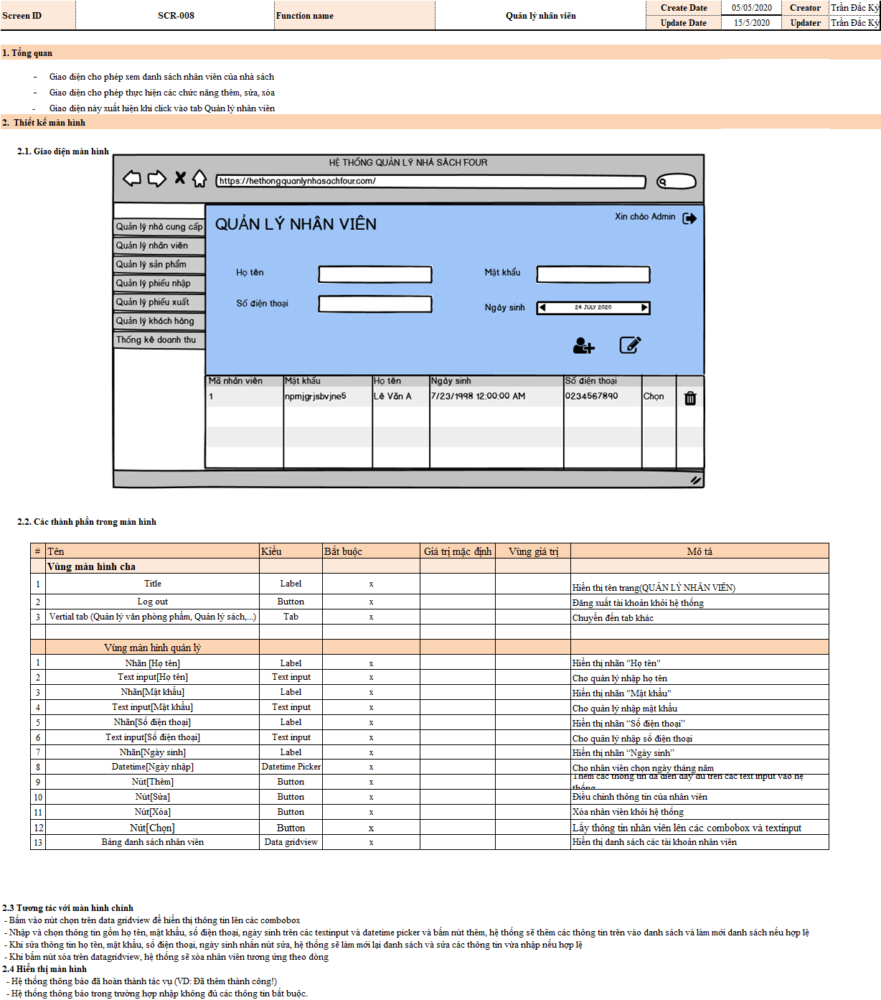 Screen ID SCR-008 Function name Quản lý nhân viên Create Date 05/05/2020 Creator Trần Đắc Kỳ
Update Date 15/5/2020 Updater Trần Đắc Kỳ
1. Tổng quan
- Giao diện cho phép xem danh sách nhân viên của nhà sách
- Giao diện cho phép thực hiện các chức năng thêm, sửa, xóa
- Giao diện này xuất hiện khi click vào tab Quản lý nhân viên
2. Thiết kế màn hình
2.1. Giao diện màn hình
HỆ THỐNG QUẢN LÝ NHÀ SÁCH FOUR
https://hethongquanlynhasachfour.com/
Quản lý nhà cung cấp
Quản lý nhân viên
Quản lý sản phẩm
Quản lý phiếu nhập
Quản lý phiếu xuất
Quản lý khách hàng
Thống kê doanh thu
QUẢN LÝ NHÂN VIÊN
Xin chào Admin
Họ tên
Mật khẩu
Số điện thoại
Ngày sinh
24 JULY 2020
Mã nhân viên Mật khẩu Họ tên Ngày sinh Số điện thoại
1 npmjgrjsbvjne5 Lê Văn A 7/23/1998 12:00:00 AM 0234567890 Chọn
2.2. Các thành phần trong màn hình
# Tên Kiểu Bắt buộc Giá trị mặc định Vùng giá trị Mô tả
Vùng màn hình cha
1 Title Label x Hiển thị tên trang(QUẢN LÝ NHÂN VIÊN)
2 Log out Button x Đăng xuất tài khoản khỏi hệ thống
3 Vertial tab (Quản lý văn phòng phẩm, Quản lý sách,...) Tab x Chuyển đến tab khác
Vùng màn hình quản lý
1 Nhãn [Họ tên] Label x Hiển thị nhãn "Họ tên"
2 Text input[Họ tên] Text input x Cho quản lý nhập họ tên
3 Nhãn[Mật khẩu] Label x Hiển thị nhãn "Mật khẩu"
4 Text input[Mật khẩu] Text input x Cho quản lý nhập mật khẩu
5 Nhãn[Số điện thoại] Label x Hiển thị nhãn “Số điện thoại”
6 Text input[Số điện thoại] Text input x Cho quản lý nhập số điện thoại
7 Nhãn[Ngày sinh] Label x Hiển thị nhãn “Ngày sinh”
8 Datetime[Ngày nhập] Datetime Picker x Cho nhân viên chọn ngày tháng năm
9 Nút[Thêm] Button x Thêm các thông tin đã điền đầy đủ trên các text input vào hệ thống
10 Nút[Sửa] Button x Điều chỉnh thông tin của nhân viên
11 Nút[Xóa] Button x Xóa nhân viên khỏi hệ thống
12 Nút[Chọn] Button x Lấy thông tin nhân viên lên các combobox và textinput
13 Bảng danh sách nhân viên Data gridview x Hiển thị danh sách các tài khoản nhân viên
2.3 Tương tác với màn hình chính
- Bấm vào nút chọn trên data gridview để hiển thị thông tin lên các combobox
- Nhập và chọn thông tin gồm họ tên, mật khẩu, số điện thoại, ngày sinh trên các textinput và datetime picker và bấm nút thêm, hệ thống sẽ thêm các thông tin trên vào danh sách và làm mới danh sách nếu hợp lệ
- Khi sửa thông tin họ tên, mật khẩu, số điện thoại, ngày sinh nhấn nút sửa, hệ thống sẽ làm mới lại danh sách và sửa các thông tin vừa nhập nếu hợp lệ
- Khi bấm nút xóa trên datagridview, hệ thống sẽ xóa nhân viên tương ứng theo dòng
2.4 Hiển thị màn hình
- Hệ thống thông báo đã hoàn thành tác vụ (VD: Đã thêm thành công!)
- Hệ thống thông báo trong trường hợp nhập không đủ các thông tin bắt buộc.